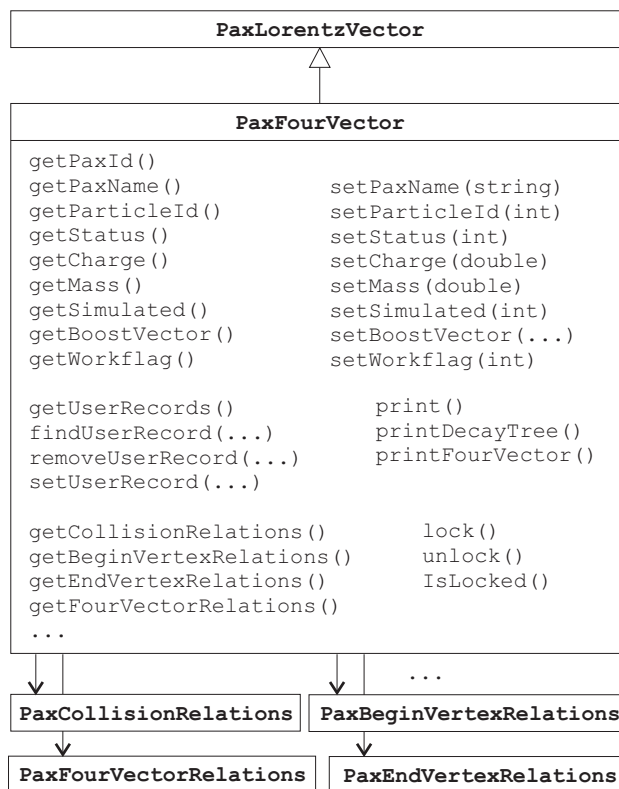 PaxLorentzVector
PaxFourVector
getPaxId()
getPaxName() setPaxName(string)
getParticleId() setParticleId(int)
getStatus() setStatus(int)
getCharge() setCharge(double)
getMass() setMass(double)
getSimulated() setSimulated(int)
getBoostVector() setBoostVector(...)
getWorkflag() setWorkflag(int)
getUserRecords() print()
findUserRecord(...) printDecayTree()
removeUserRecord(...) printFourVector()
setUserRecord(...)
getCollisionRelations() lock()
getBeginVertexRelations() unlock()
getEndVertexRelations() IsLocked()
getFourVectorRelations()
...
...
PaxCollisionRelations PaxBeginVertexRelations
PaxFourVectorRelations PaxEndVertexRelations